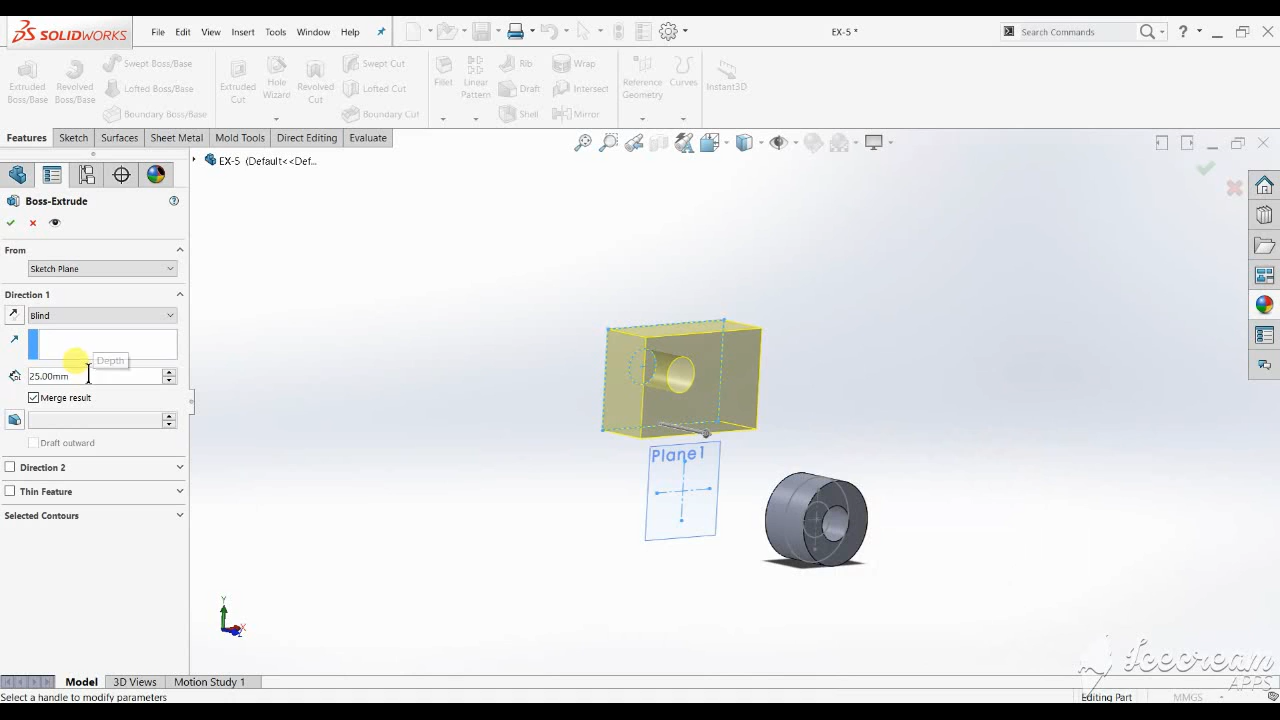 SOLIDWORKS
File
Edit
View
Insert
Tools
Window
Help
EX-5 *
Search Commands
?
Extruded
Boss/Base
Revolved
Boss/Base
Swept Boss/Base
Lofted Boss/Base
Boundary Boss/Base
Extruded
Cut
Hole
Wizard
Revolved
Cut
Swept Cut
Lofted Cut
Boundary Cut
Fillet
Linear
Pattern
Rib
Draft
Shell
Wrap
Intersect
Mirror
Reference
Geometry
Curves
Instant3D
Features
Sketch
Surfaces
Sheet Metal
Mold Tools
Direct Editing
Evaluate
EX-5 (Default<<Def...
Boss-Extrude
From
Sketch Plane
Direction 1
Blind
Depth
25.00mm
Merge result
Draft outward
Direction 2
Thin Feature
Selected Contours
Plane1
Y
X
Z
Icecream
APPS
Model
3D Views
Motion Study 1
Select a handle to modify parameters
Editing Part
MMGS